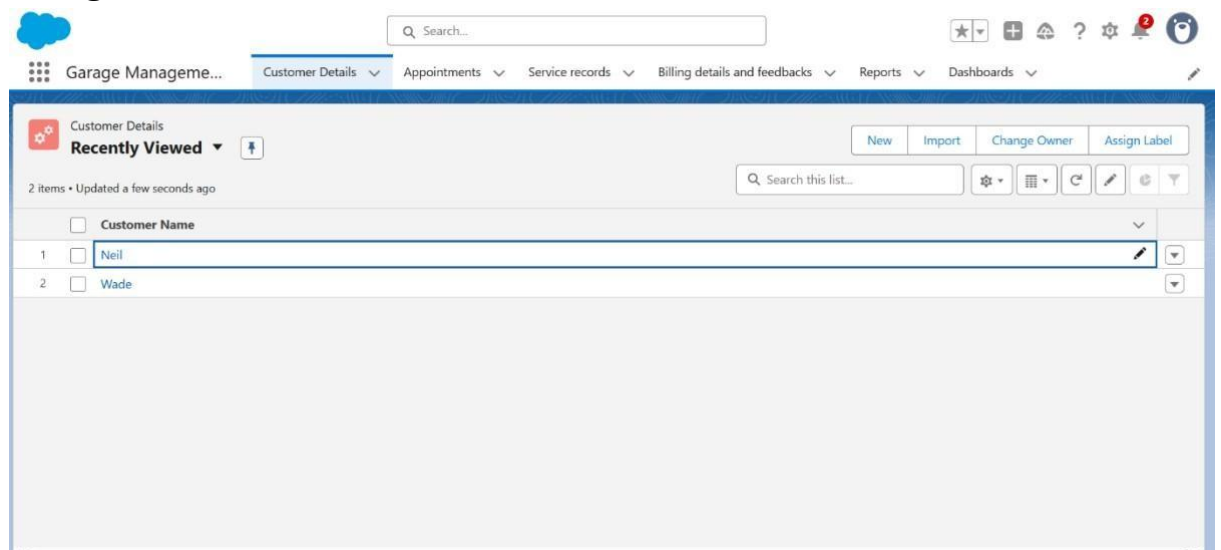 Search...
2
Garage Manageme...
Customer Details
Appointments
Service records
Billing details and feedbacks
Reports
Dashboards
Customer Details
Recently Viewed
New
Import
Change Owner
Assign Label
2 items • Updated a few seconds ago
Search this list...
Customer Name
1 Neil
2 Wade